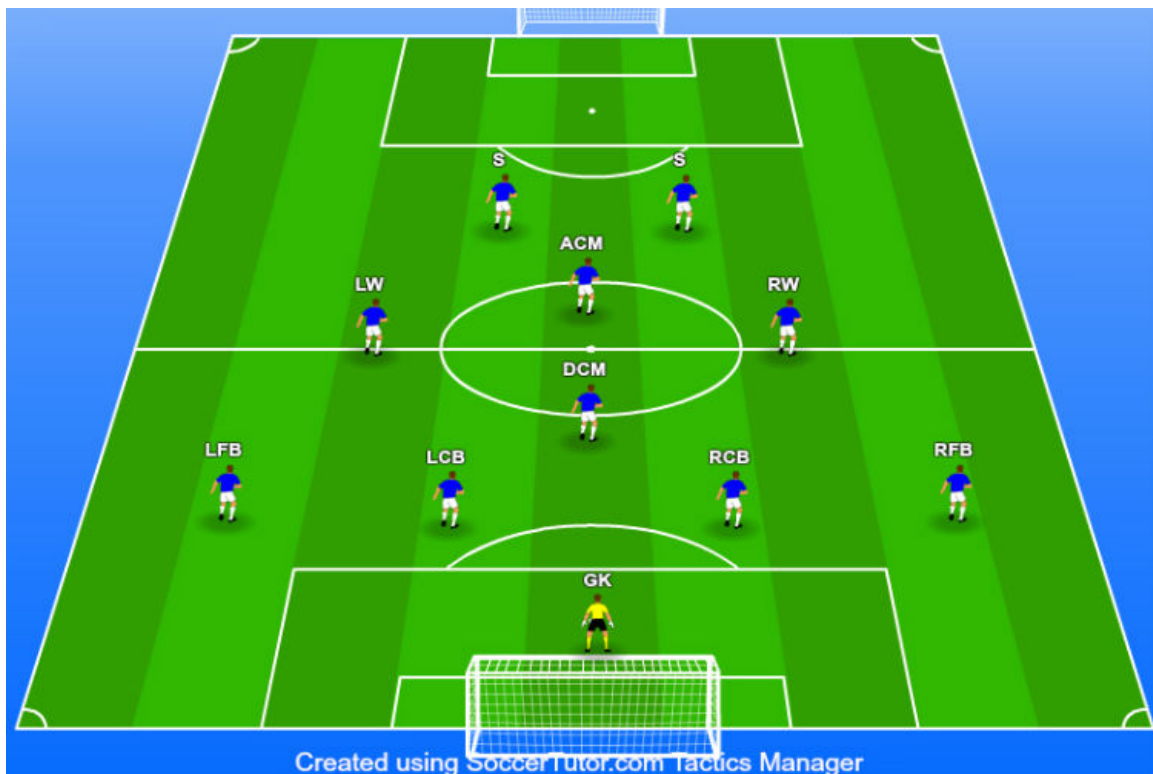 S S
ACM
LW RW
DCM
LFB LCB RCB RFB
GK
Created using SoccerTutor.com Tactics Manager